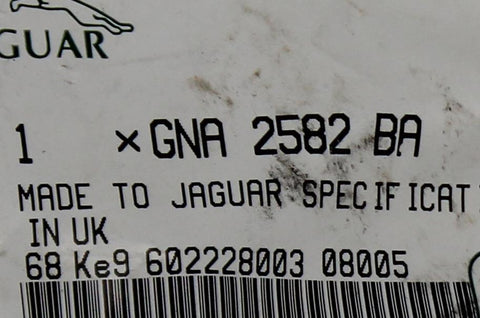 GUAR
1 ×GNA 2582 BA
MADE TO JAGUAR SPECIFICAT
IN UK
68 Ke9 602228003 08005